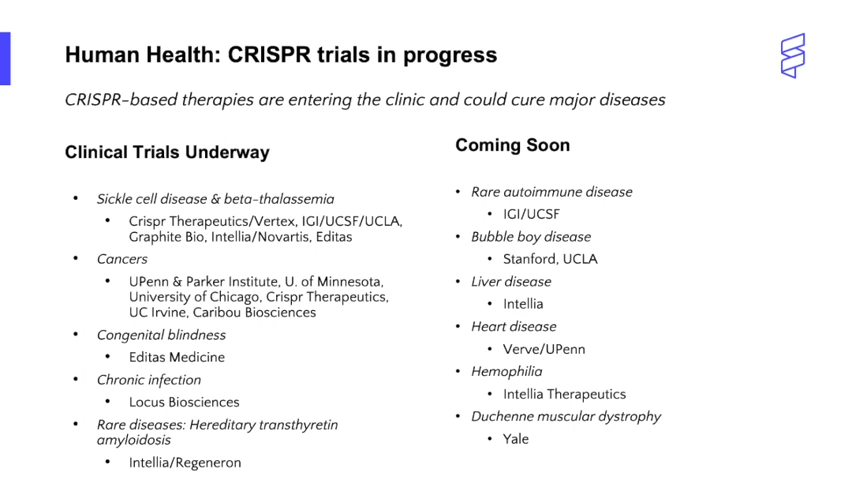 Human Health: CRISPR trials in progress
CRISPR-based therapies are entering the clinic and could cure major diseases
Clinical Trials Underway
• Sickle cell disease & beta-thalassemia
• Crispr Therapeutics/Vertex, IGI/UCSF/UCLA,
Graphite Bio, Intellia/Novartis, Editas
• Cancers
• UPenn & Parker Institute, U. of Minnesota,
University of Chicago, Crispr Therapeutics,
UC Irvine, Caribou Biosciences
• Congenital blindness
• Editas Medicine
• Chronic infection
• Locus Biosciences
• Rare diseases: Hereditary transthyretin
amyloidosis
• Intellia/Regeneron
Coming Soon
• Rare autoimmune disease
• IGI/UCSF
• Bubble boy disease
• Stanford, UCLA
• Liver disease
• Intellia
• Heart disease
• Verve/UPenn
• Hemophilia
• Intellia Therapeutics
• Duchenne muscular dystrophy
• Yale